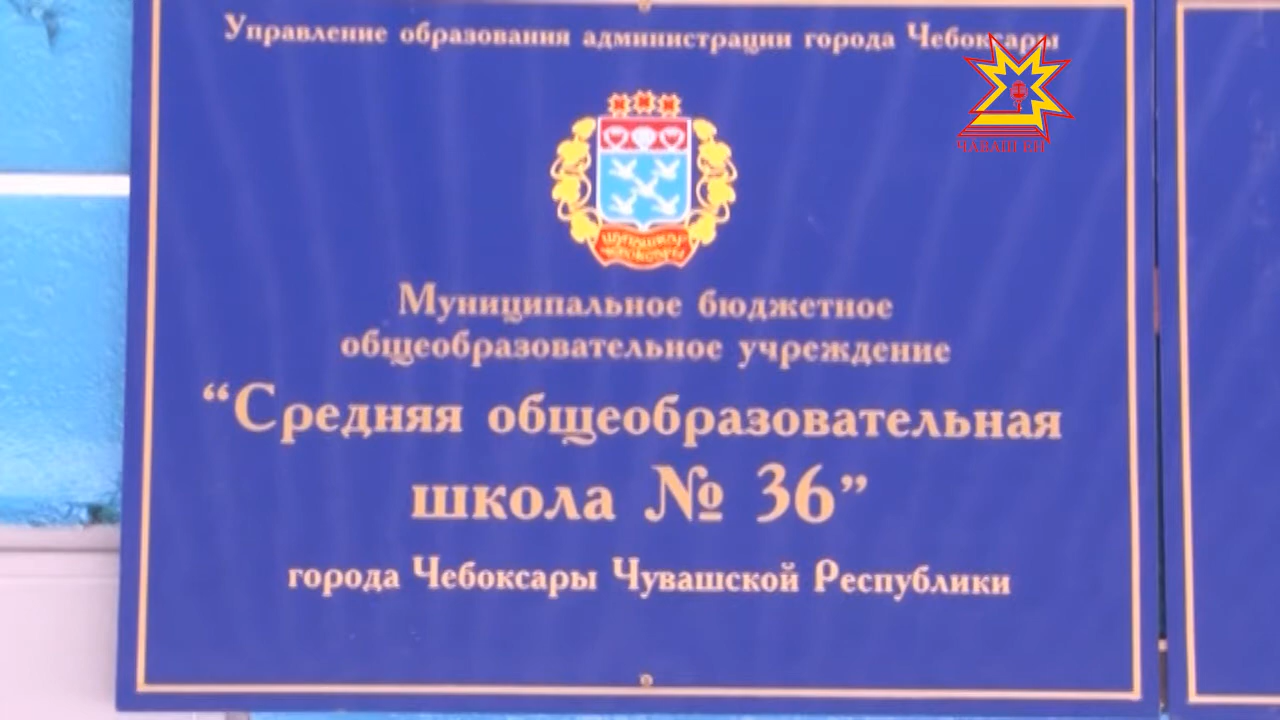 Управление образования администрации города Чебоксары
ЧĂВАШ ЕН
Муниципальное бюджетное
общеобразовательное учреждение
“Средняя общеобразовательная
школа № 36”
города Чебоксары Чувашской Республики